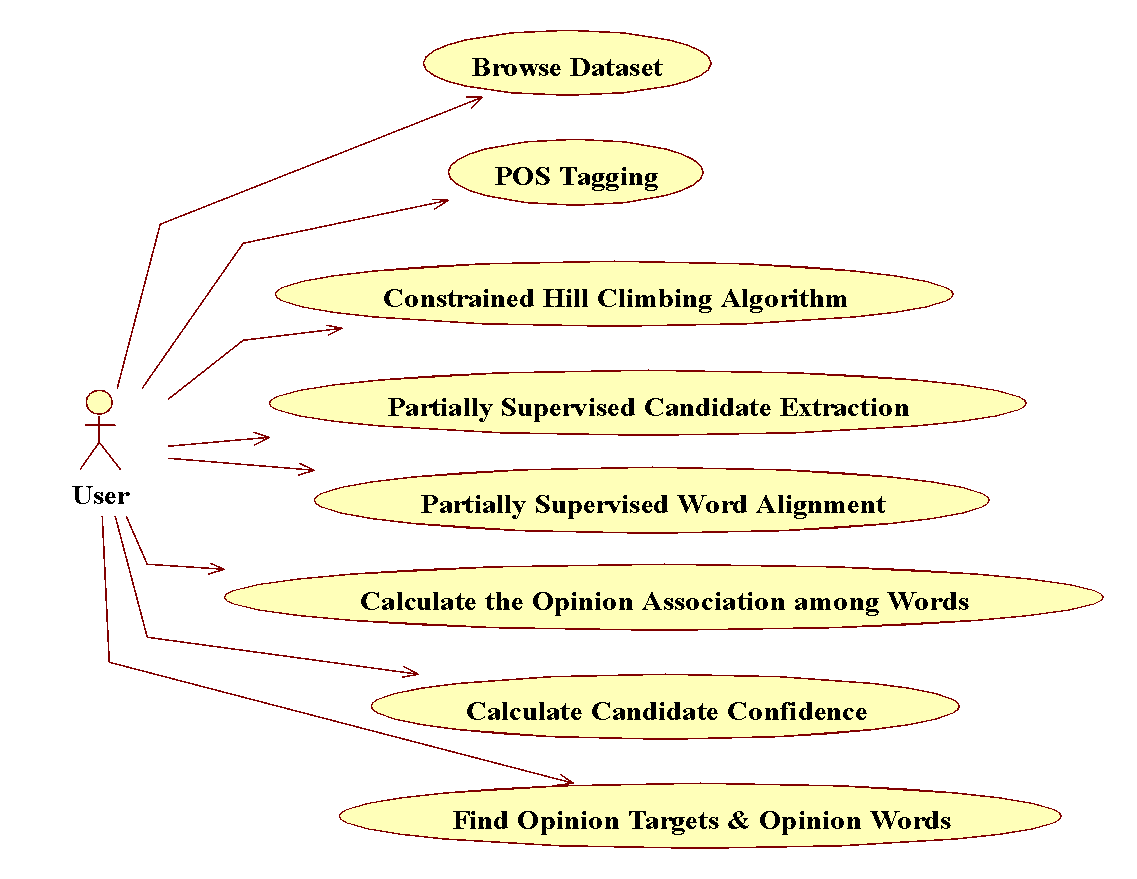 Browse Dataset
POS Tagging
Constrained Hill Climbing Algorithm
Partially Supervised Candidate Extraction
User
Partially Supervised Word Alignment
Calculate the Opinion Association among Words
Calculate Candidate Confidence
Find Opinion Targets & Opinion Words